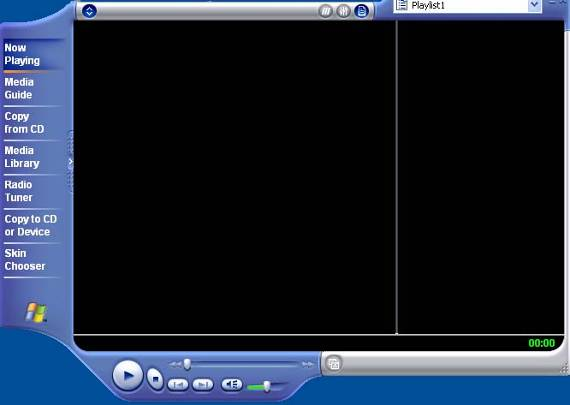 Playlist1
Now
Playing
Media
Guide
Copy
from CD
Media
Library
Radio
Tuner
Copy to CD
or Device
Skin
Chooser
00:00